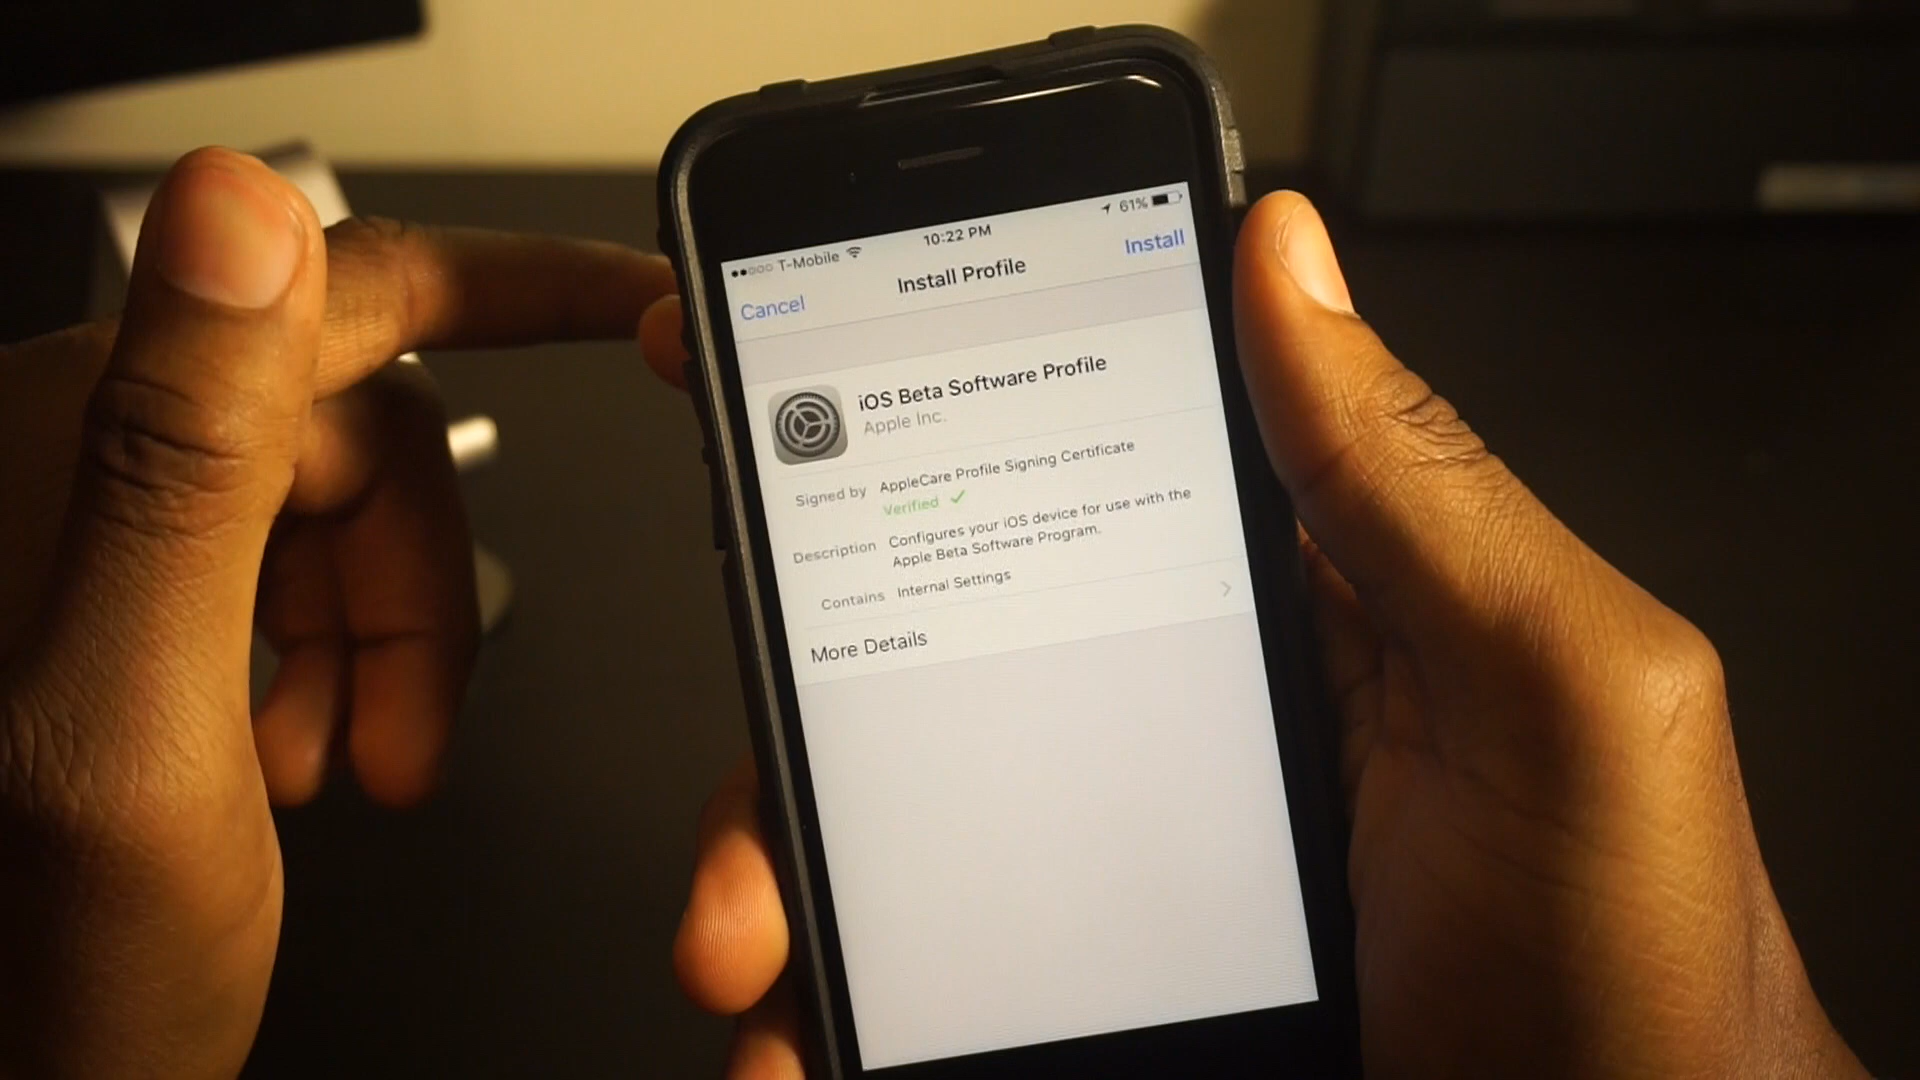 T-Mobile 10:22 PM 61%
Cancel Install Profile Install
iOS Beta Software Profile
Apple Inc.
Signed by AppleCare Profile Signing Certificate
Verified ✓
Description Configures your iOS device for use with the
Apple Beta Software Program.
Contains Internal Settings
More Details